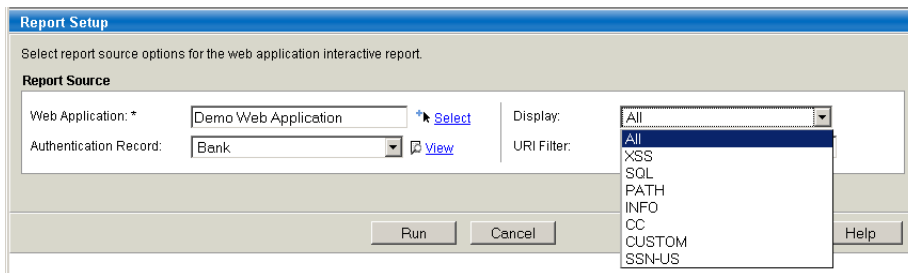 Report Setup
Select report source options for the web application interactive report.
Report Source
Web Application: * Demo Web Application Select Display: All
Authentication Record: Bank View URI Filter:
All
XSS
SQL
PATH
INFO
CC
CUSTOM
SSN-US
Run Cancel Help